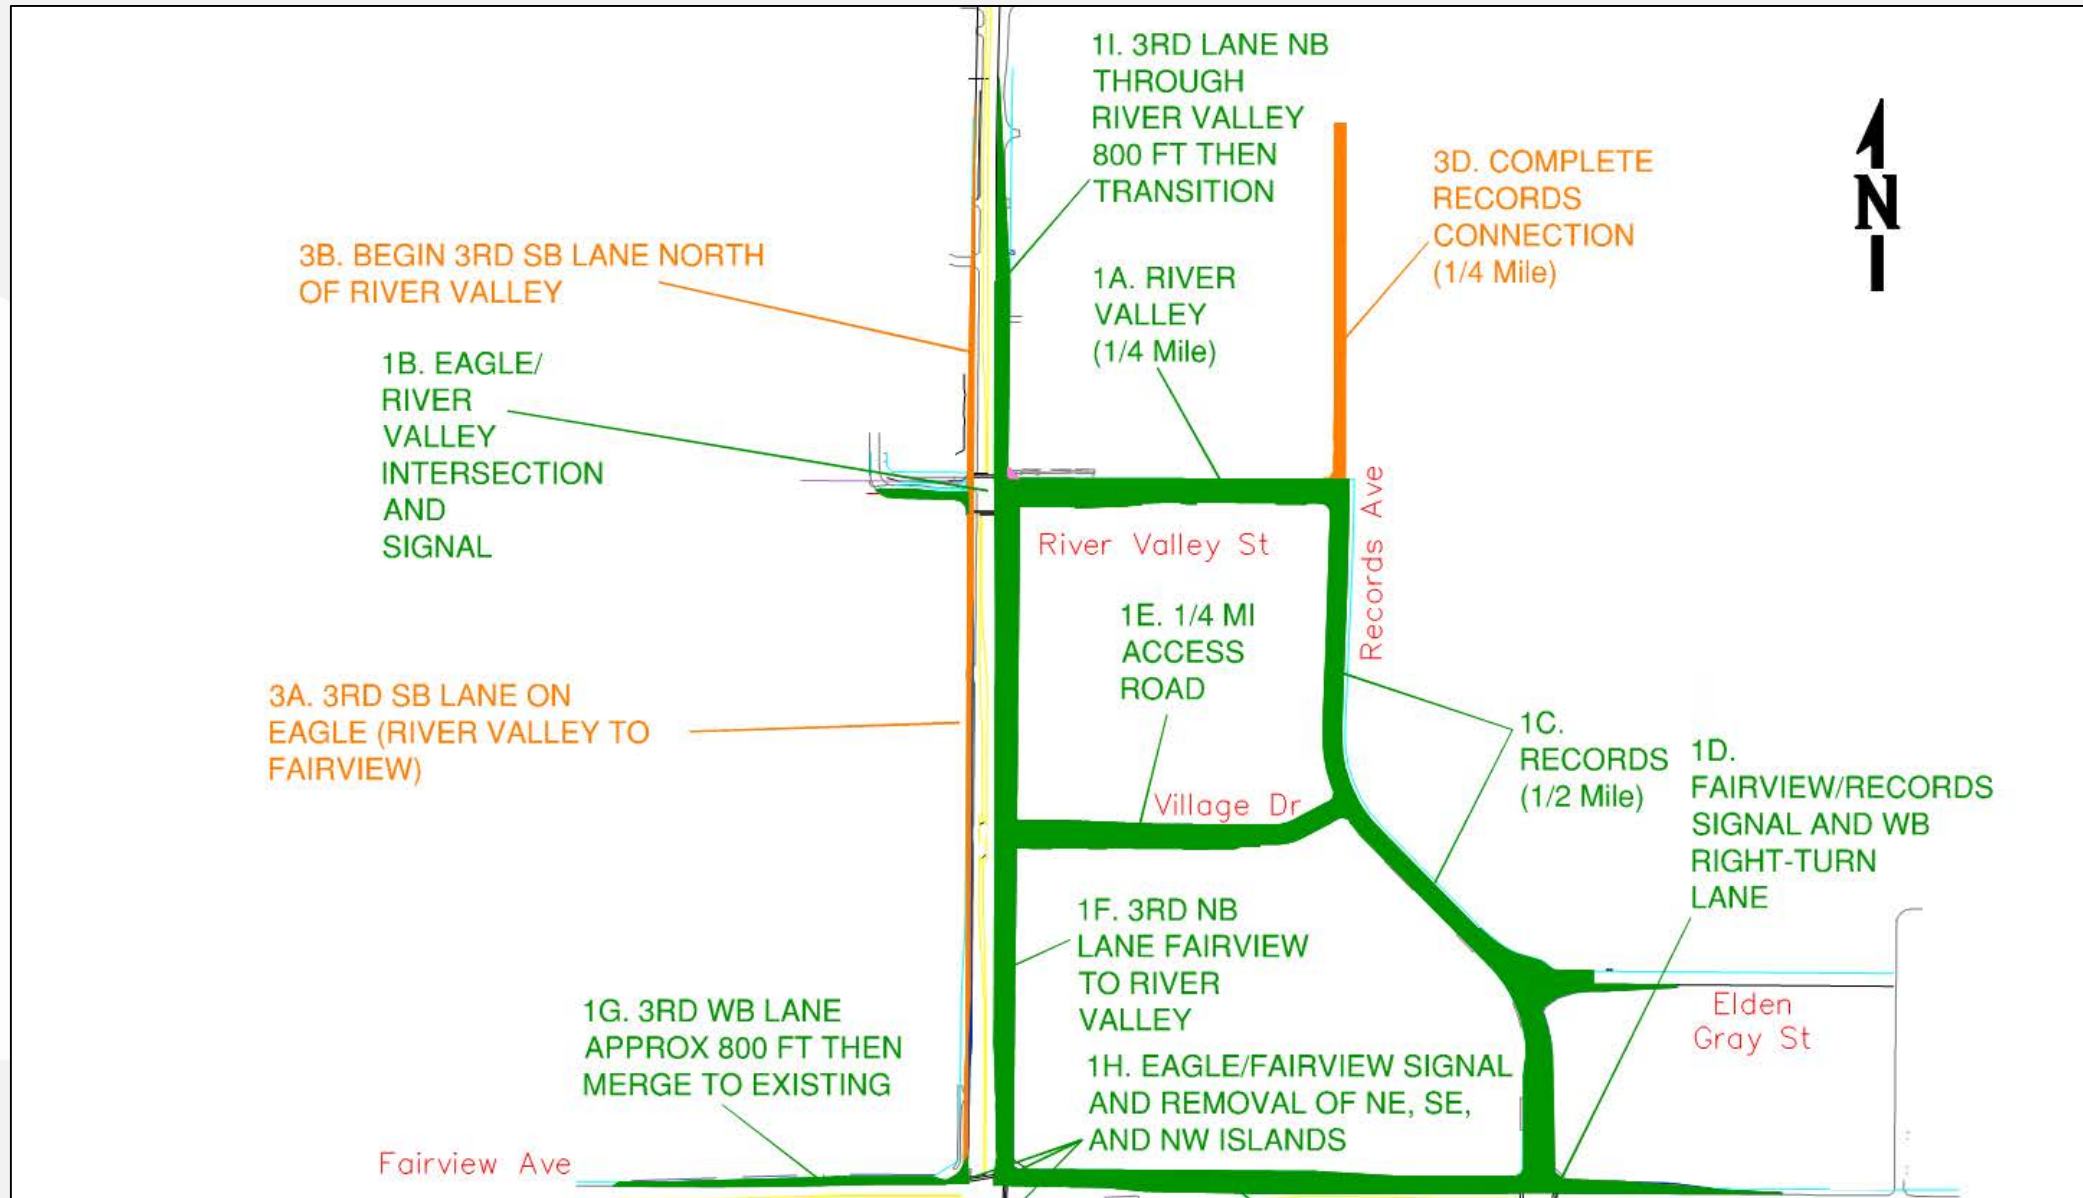 1I. 3RD LANE NB
THROUGH
RIVER VALLEY
800 FT THEN
TRANSITION
3D. COMPLETE
RECORDS
CONNECTION
(1/4 Mile)
N
3B. BEGIN 3RD SB LANE NORTH
OF RIVER VALLEY
1A. RIVER
VALLEY
(1/4 Mile)
1B. EAGLE/
RIVER
VALLEY
INTERSECTION
AND
SIGNAL
River Valley St
Records Ave
1E. 1/4 MI
ACCESS
ROAD
3A. 3RD SB LANE ON
EAGLE (RIVER VALLEY TO
FAIRVIEW)
1C.
RECORDS
(1/2 Mile)
1D.
FAIRVIEW/RECORDS
SIGNAL AND WB
RIGHT-TURN
LANE
Village Dr
1F. 3RD NB
LANE FAIRVIEW
TO RIVER
VALLEY
Elden
Gray St
1G. 3RD WB LANE
APPROX 800 FT THEN
MERGE TO EXISTING
1H. EAGLE/FAIRVIEW SIGNAL
AND REMOVAL OF NE, SE,
AND NW ISLANDS
Fairview Ave